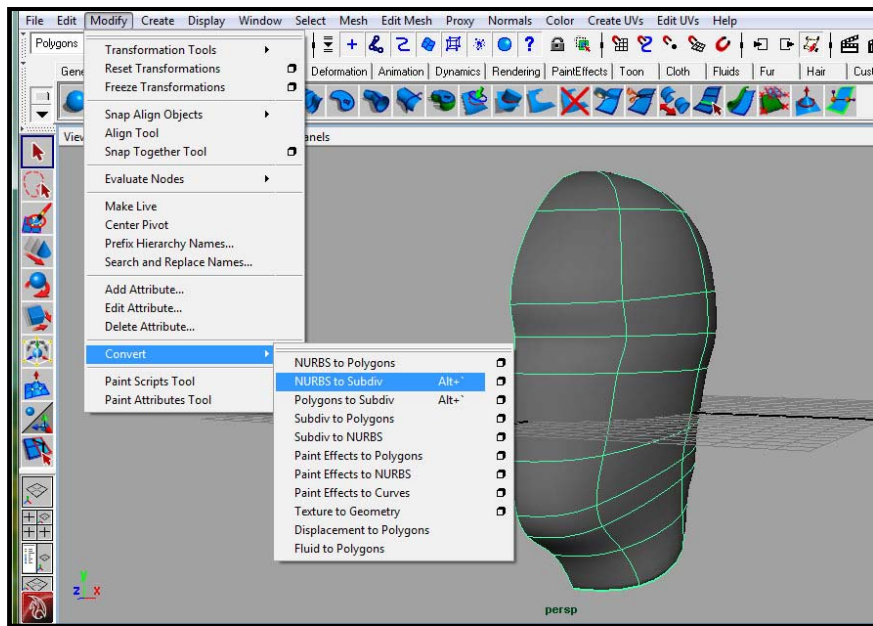 File Edit Modify Create Display Window Select Mesh Edit Mesh Proxy Normals Color Create UVs Edit UVs Help
Polygons
Transformation Tools
Reset Transformations
Freeze Transformations
Snap Align Objects
Align Tool
Snap Together Tool
Evaluate Nodes
Make Live
Center Pivot
Prefix Hierarchy Names...
Search and Replace Names...
Add Attribute...
Edit Attribute...
Delete Attribute...
Convert
Paint Scripts Tool
Paint Attributes Tool
Gene
Deformation Animation Dynamics Rendering PaintEffects Toon Cloth Fluids Fur Hair Cust
Viev
anels
NURBS to Polygons
NURBS to Subdiv Alt+`
Polygons to Subdiv Alt+`
Subdiv to Polygons
Subdiv to NURBS
Paint Effects to Polygons
Paint Effects to NURBS
Paint Effects to Curves
Texture to Geometry
Displacement to Polygons
Fluid to Polygons
y
z x
persp